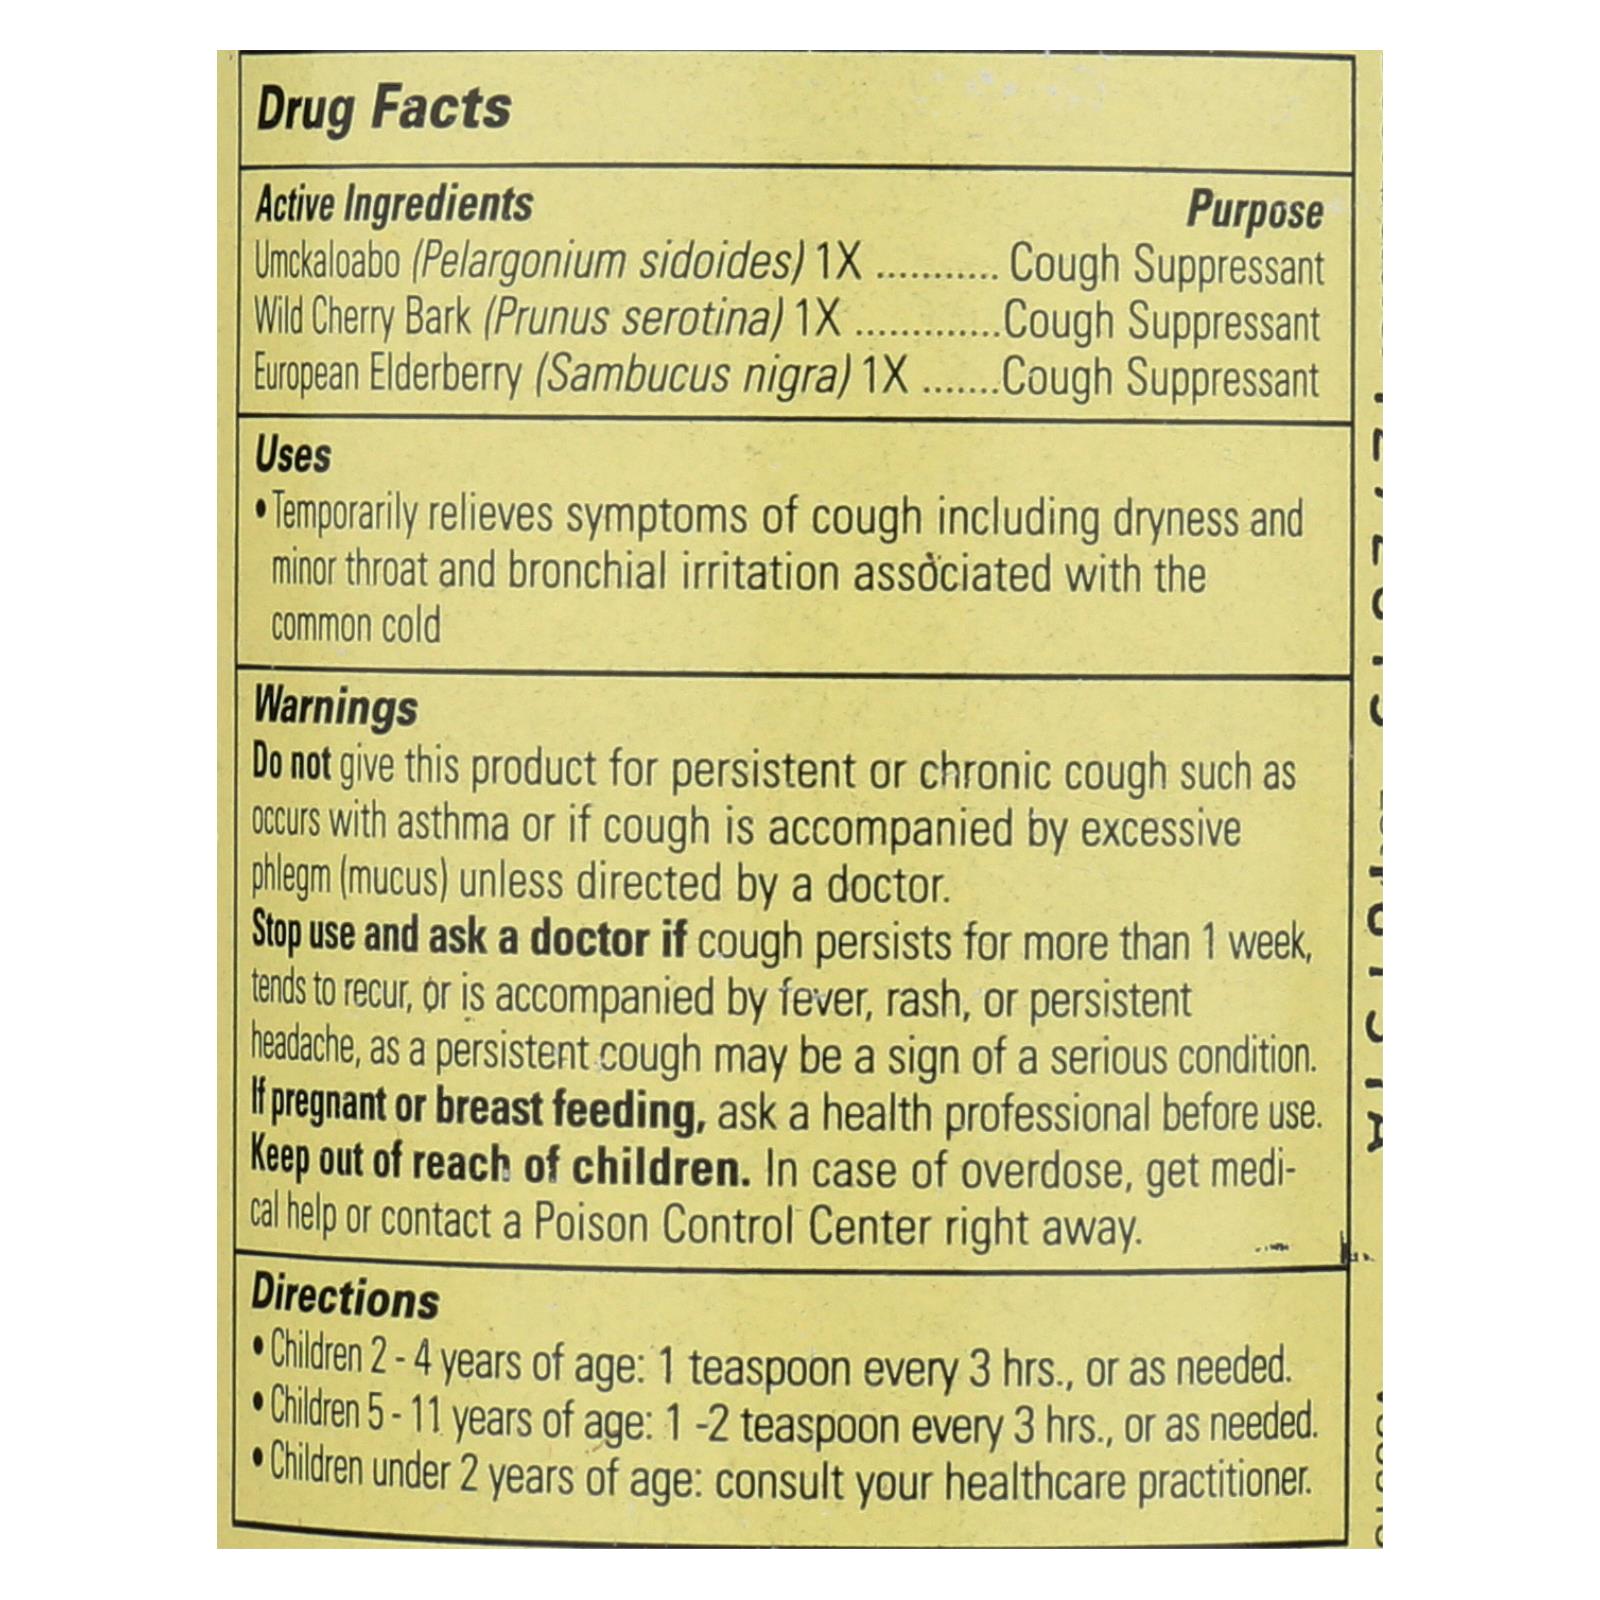 Drug Facts
Active Ingredients Purpose
Umckaloabo (Pelargonium sidoides) 1X ........... Cough Suppressant
Wild Cherry Bark (Prunus serotina) 1X .............Cough Suppressant
European Elderberry (Sambucus nigra) 1X .......Cough Suppressant
Uses
•Temporarily relieves symptoms of cough including dryness and
minor throat and bronchial irritation associated with the
common cold
Warnings
Do not give this product for persistent or chronic cough such as
occurs with asthma or if cough is accompanied by excessive
phlegm (mucus) unless directed by a doctor.
Stop use and ask a doctor if cough persists for more than 1 week,
tends to recur, or is accompanied by fever, rash, or persistent
headache, as a persistent cough may be a sign of a serious condition.
If pregnant or breast feeding, ask a health professional before use.
Keep out of reach of children. In case of overdose, get medi-
cal help or contact a Poison Control Center right away.
Directions
•Children 2 - 4 years of age: 1 teaspoon every 3 hrs., or as needed.
•Children 5 - 11 years of age: 1 -2 teaspoon every 3 hrs., or as needed.
•Children under 2 years of age: consult your healthcare practitioner.